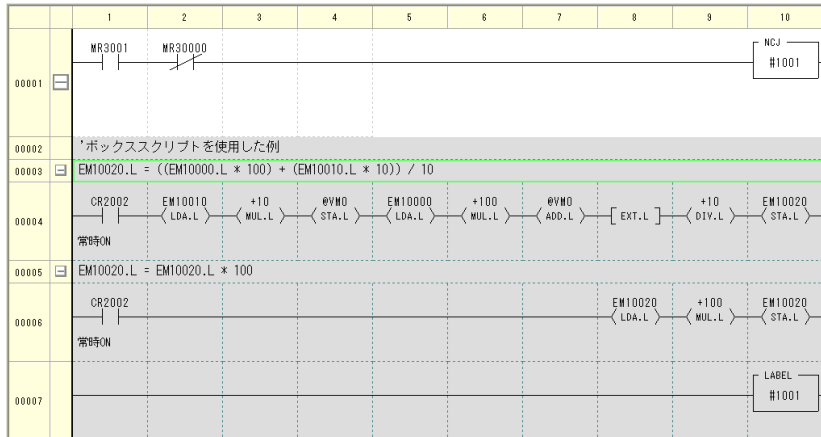 1 2 3 4 5 6 7 8 9 10
MR3001 MR30000 NCJ
00001 #1001
00002 'ボックススクリプトを使用した例
00003 EM10020.L = ((EM10000.L * 100) + (EM10010.L * 10)) / 10
CR2002 EM10010 +10 @VM0 EM10000 +100 @VM0 +10 EM10020
00004 LDA.L MUL.L STA.L LDA.L MUL.L ADD.L EXT.L DIV.L STA.L
常時ON
00005 EM10020.L = EM10020.L * 100
CR2002 EM10020 +100 EM10020
00006 LDA.L MUL.L STA.L
常時ON
LABEL
00007 #1001